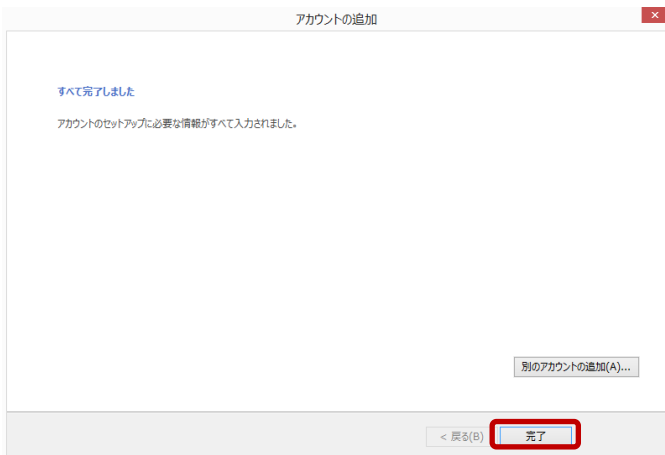 アカウントの追加
×
すべて完了しました
アカウントのセットアップに必要な情報がすべて入力されました。
別のアカウントの追加(A)...
< 戻る(B)
完了